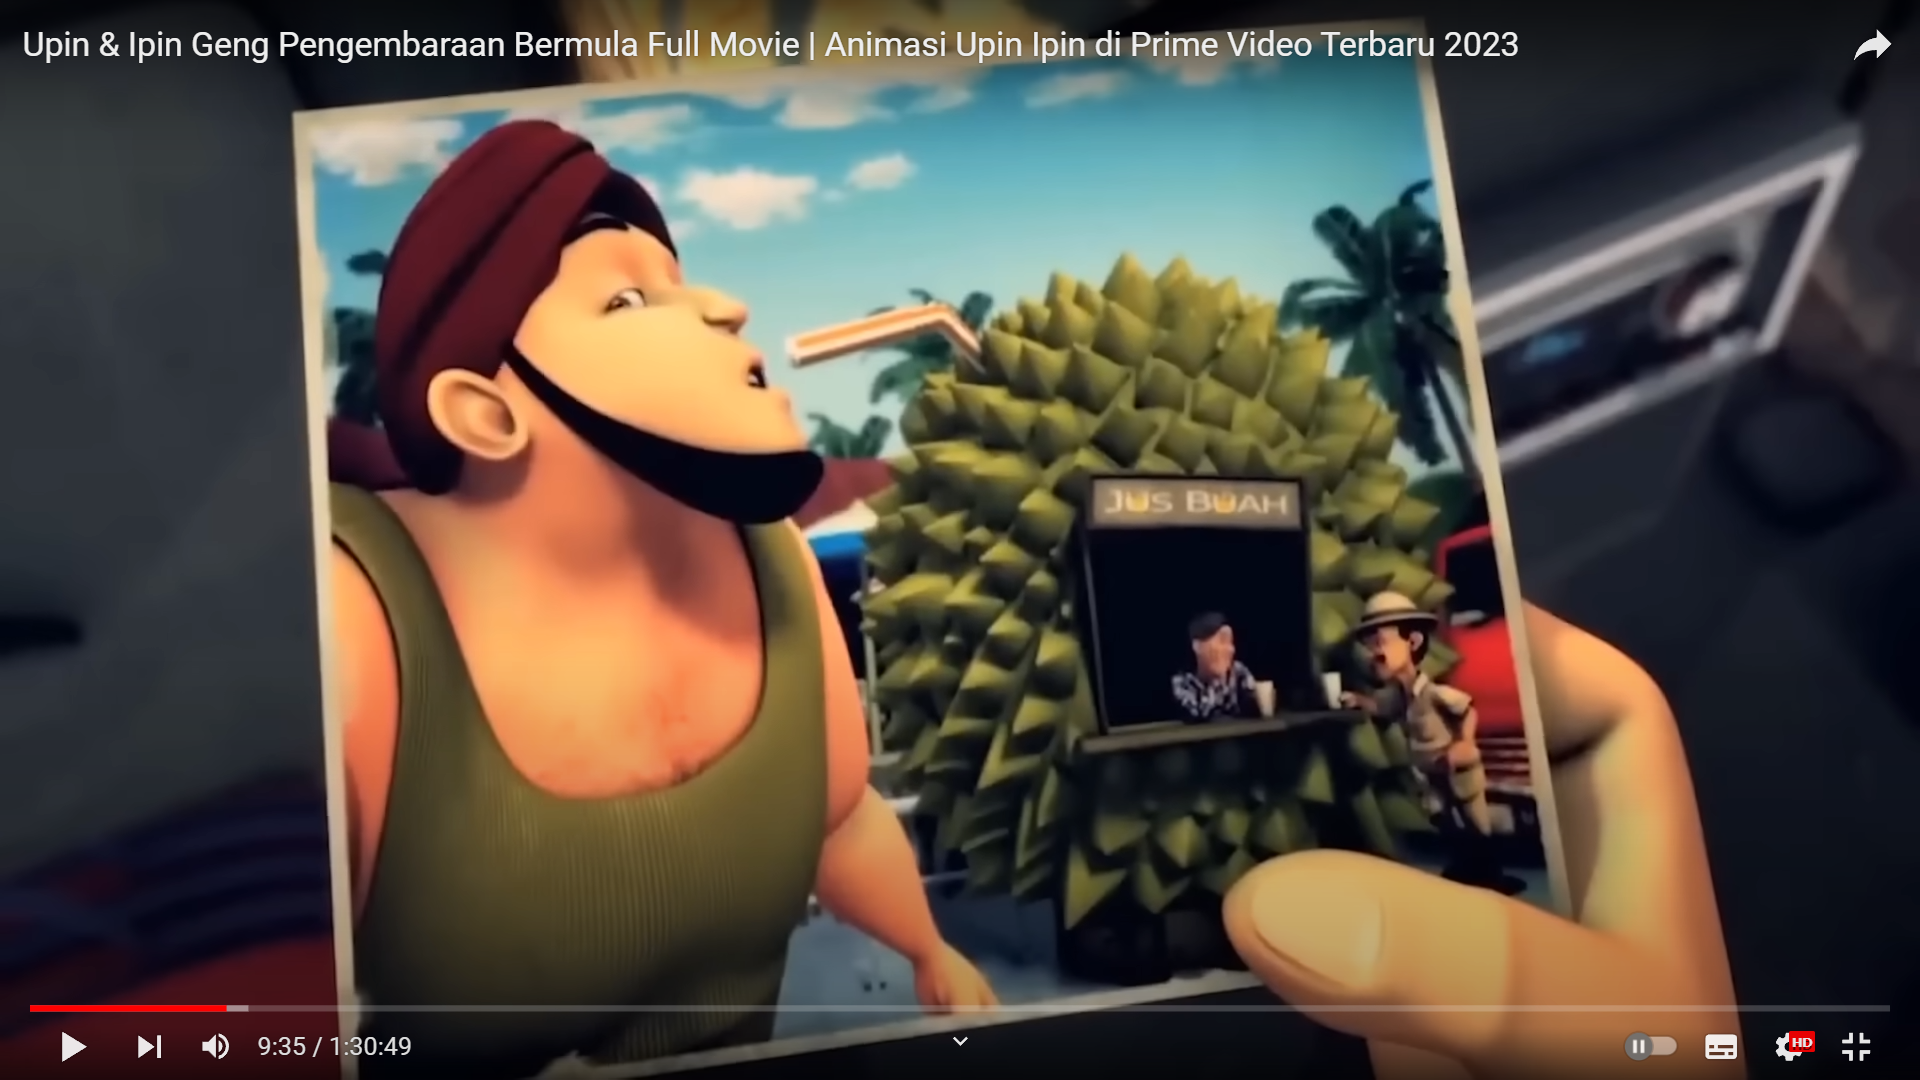 Upin & Ipin Geng Pengembaraan Bermula Full Movie | Animasi Upin Ipin di Prime Video Terbaru 2023
JUS BUAH
9:35 / 1:30:49
HD